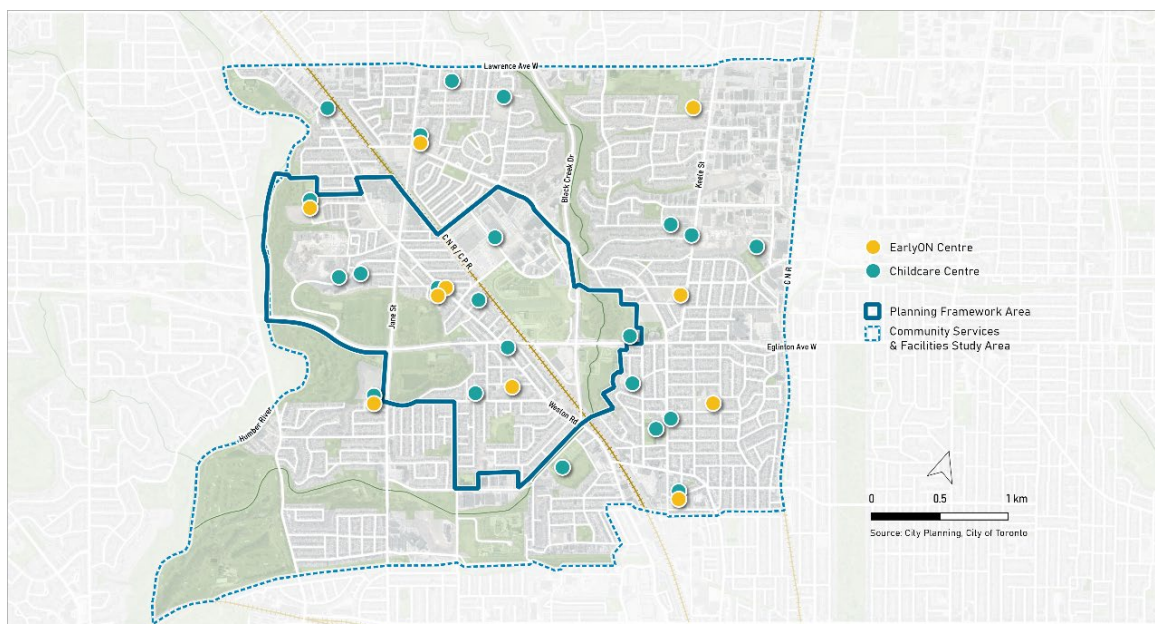 Lawrence Ave W
Black Creek Dr
Keele St
CNR/CPR
Jane St
CNR
Eglinton Ave W
Weston Rd
Humber River
EarlyON Centre
Childcare Centre
Planning Framework Area
Community Services
& Facilities Study Area
0 0.5 1 km
Source: City Planning, City of Toronto